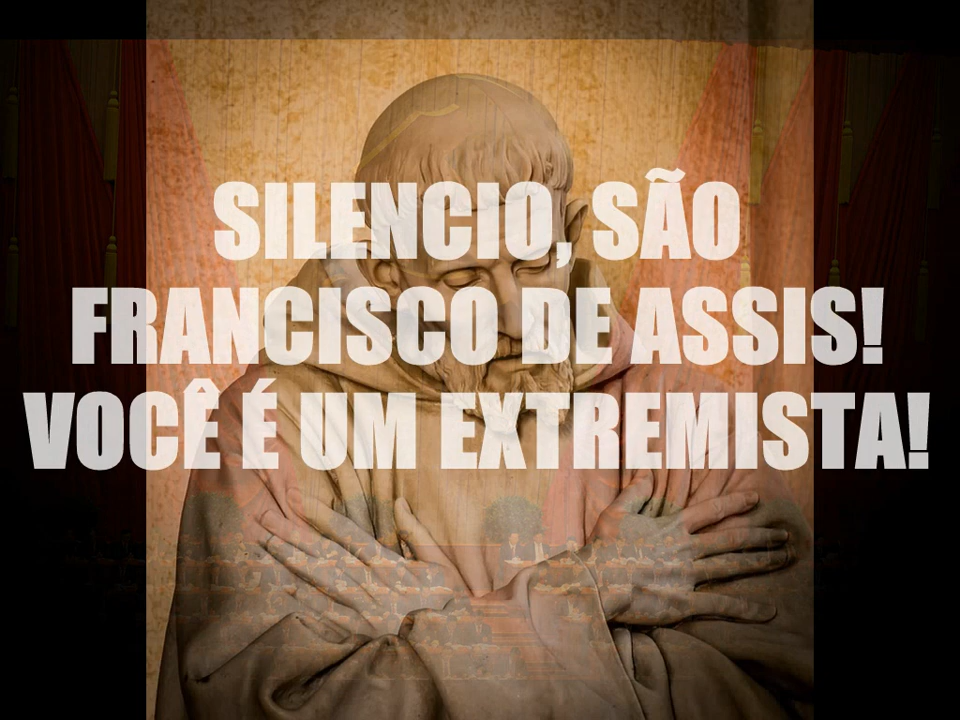 SILENCIO, SÃO
FRANCISCO DE ASSIS!
VOCÊ É UM EXTREMISTA!